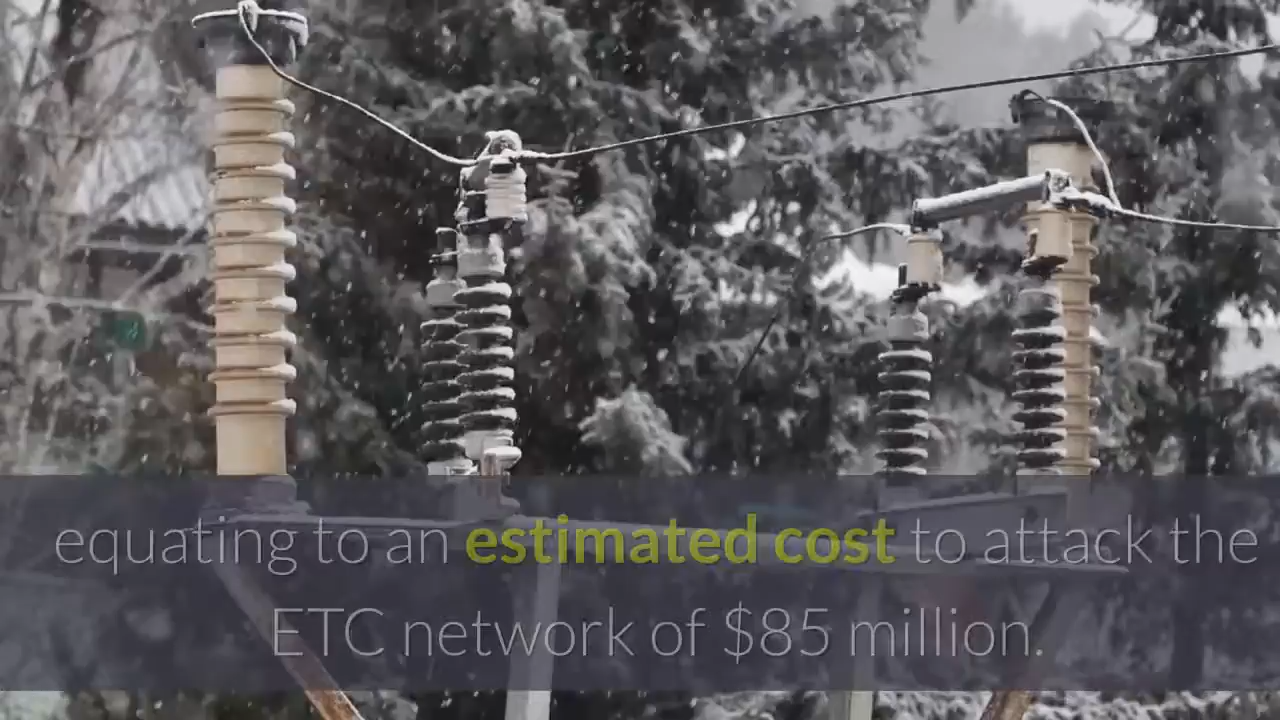 equating to an estimated cost to attack the
ETC network of $85 million.